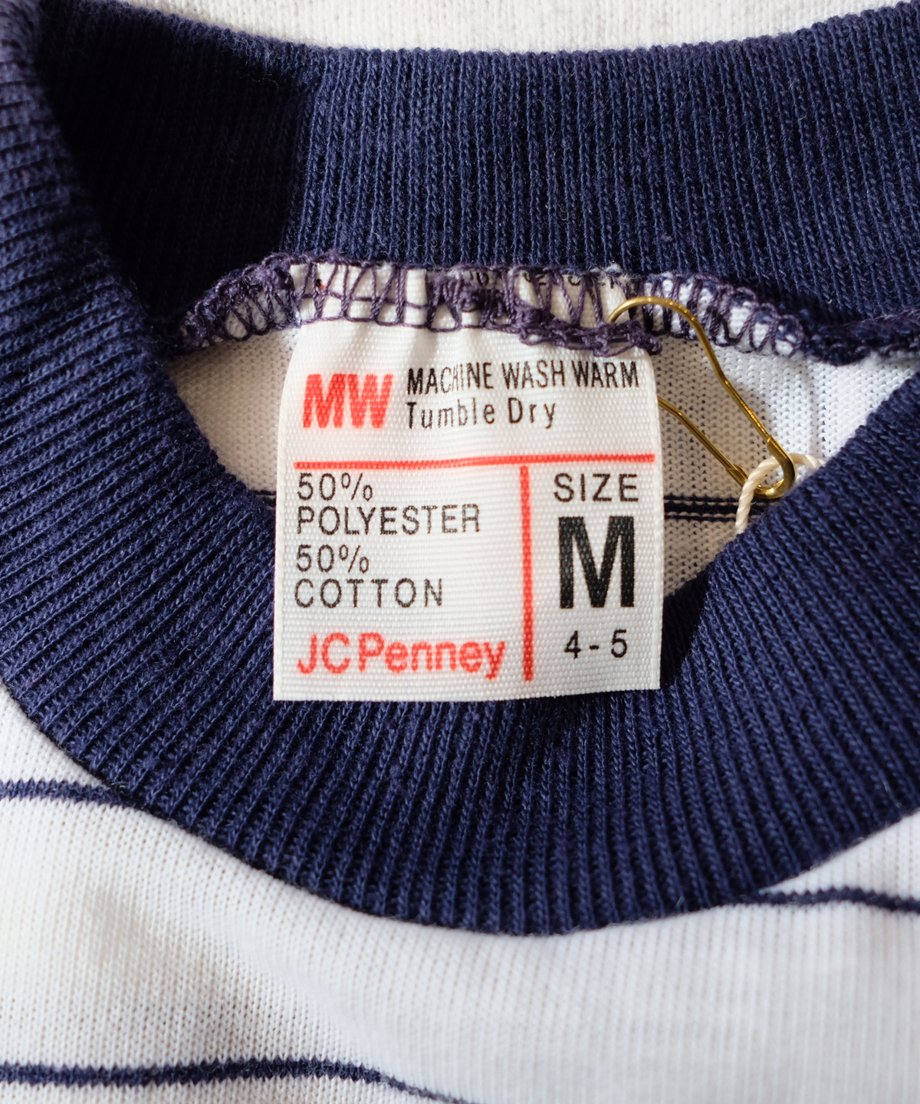 MW MACHINE WASH WARM
Tumble Dry
50%
POLYESTER
50%
COTTON
JCPenney
SIZE
M
4-5